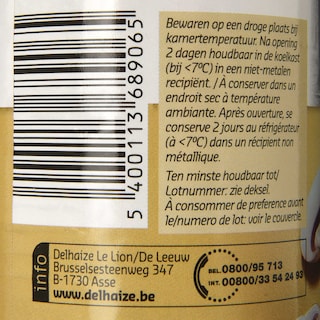 5 400113 689065
Bewaren op een droge plaats bij
kamertemperatuur. Na opening
2 dagen houdbaar in de koelkast
(bij <7°C) in een niet-metalen
recipiënt. / A conserver dans un
endroit sec à température
ambiante. Après ouverture, se
conserve 2 jours au réfrigérateur
(à <7°C) dans un récipient non
métallique.
Ten minste houdbaar tot/
Lotnummer: zie deksel.
À consommer de préférence avant
le/numero de lot: voir le couvercle.
info
Delhaize Le Lion/De Leeuw
Brusselsesteenweg 347
B-1730 Asse
www.delhaize.be
BEL. 0800/95 713
INT. 00800/33 54 24 93